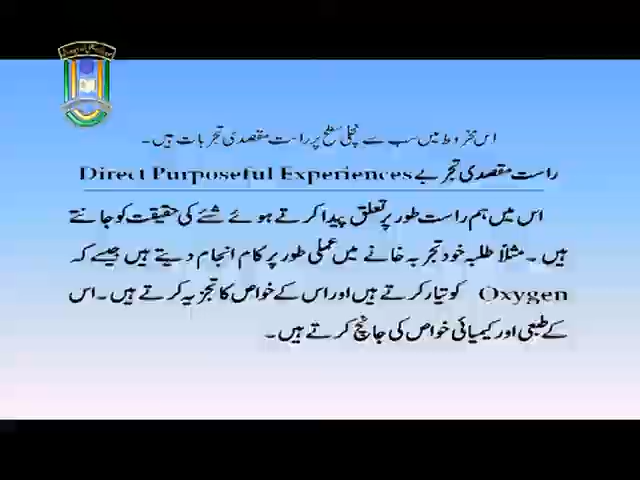 اس مخروط میں سب سے نچلی سطح پر راست مقصدی تجربات ہیں۔
راست مقصدی تجربے Direct Purposeful Experiences
اس میں ہم راست طور پر تعلق پیدا کرتے ہوئے شئے کی حقیقت کو جانتے
ہیں ۔ مثلاً طلبہ خود تجربہ خانے میں عملی طور پر کام انجام دیتے ہیں جیسے کہ
Oxygen کو تیار کرتے ہیں اور اس کے خواص کا تجزیہ کرتے ہیں ۔ اس
کے طبعی اور کیمیائی خواص کی جانچ کرتے ہیں ۔